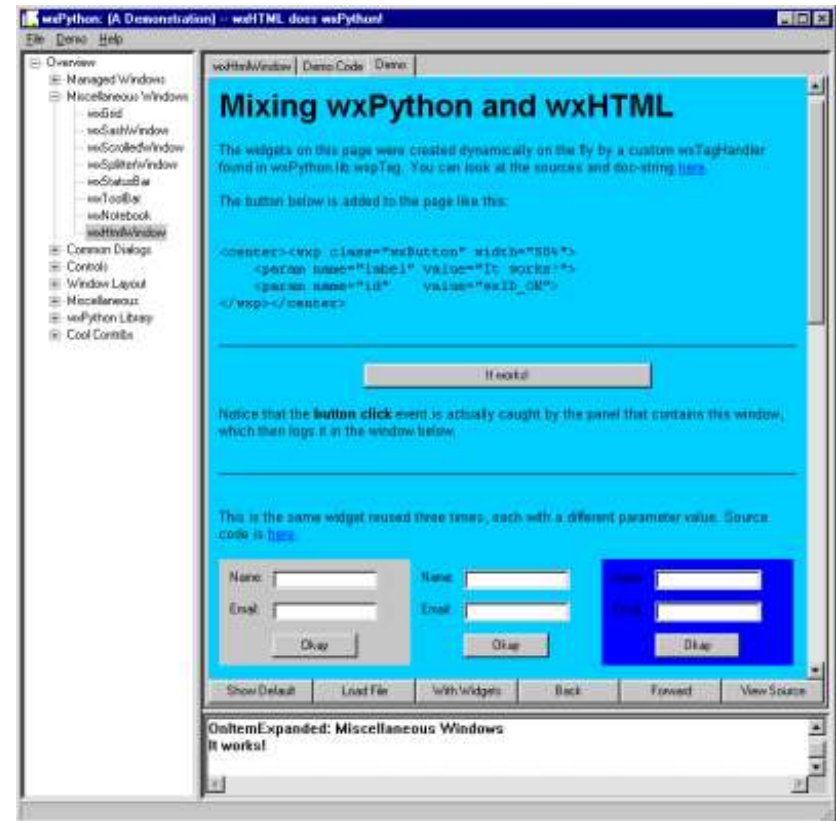 wxPython: (A Demonstration) -- wxHTML does wxPython!
File Demo Help
Overview
Managed Windows
Miscellaneous Windows
wxGrid
wxSashWindow
wxScrolledWindow
wxSplitterWindow
wxStatusBar
wxToolBar
wxNotebook
wxHtmlWindow
Common Dialogs
Controls
Window Layout
Miscellaneous
wxPython Library
Cool Contribs
wxHtmlWindow Demo Code Demo
Mixing wxPython and wxHTML
The widgets on this page were created dynamically on the fly by a custom wxTagHandler
found in wxPython.lib.wxpTag. You can look at the sources and doc-string here
The button below is added to the page like this:
<center><wxp class="wxButton" width="50%">
<param name="label" value="It works!">
<param name="id" value="wxID_OK">
</wxp></center>
It works!
Notice that the button click event is actually caught by the panel that contains this window,
which then logs it in the window below.
This is the same widget reused three times, each with a different parameter value. Source
code is here
Name: Name: Name:
Email: Email: Email:
Okay Okay Okay
Show Default Load File With Widgets Back Forward View Source
OnItemExpanded: Miscellaneous Windows
It works!